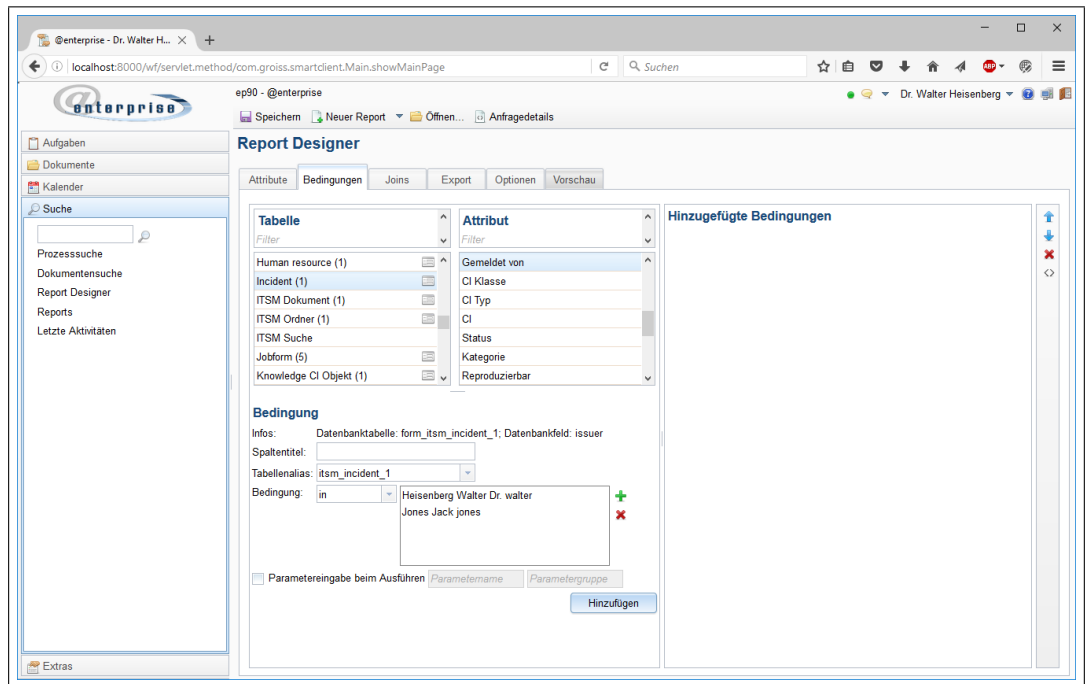 @enterprise - Dr. Walter H...
localhost:8000/wf/servlet.method/com.groiss.smartclient.Main.showMainPage
Suchen
ABP
@enterprise
ep90 - @enterprise
Dr. Walter Heisenberg
Speichern Neuer Report Öffnen... Anfragedetails
Aufgaben
Dokumente
Kalender
Suche
Prozesssuche
Dokumentensuche
Report Designer
Reports
Letzte Aktivitäten
Extras
Report Designer
Attribute Bedingungen Joins Export Optionen Vorschau
Tabelle
Filter
Human resource (1)
Incident (1)
ITSM Dokument (1)
ITSM Ordner (1)
ITSM Suche
Jobform (5)
Knowledge CI Objekt (1)
Attribut
Filter
Gemeldet von
CI Klasse
CI Typ
CI
Status
Kategorie
Reproduzierbar
Bedingung
Infos: Datenbanktabelle: form_itsm_incident_1; Datenbankfeld: issuer
Spaltentitel:
Tabellenalias: itsm_incident_1
Bedingung: in
Heisenberg Walter Dr. walter
Jones Jack jones
Parametereingabe beim Ausführen Parametername Parametergruppe
Hinzufügen
Hinzugefügte Bedingungen